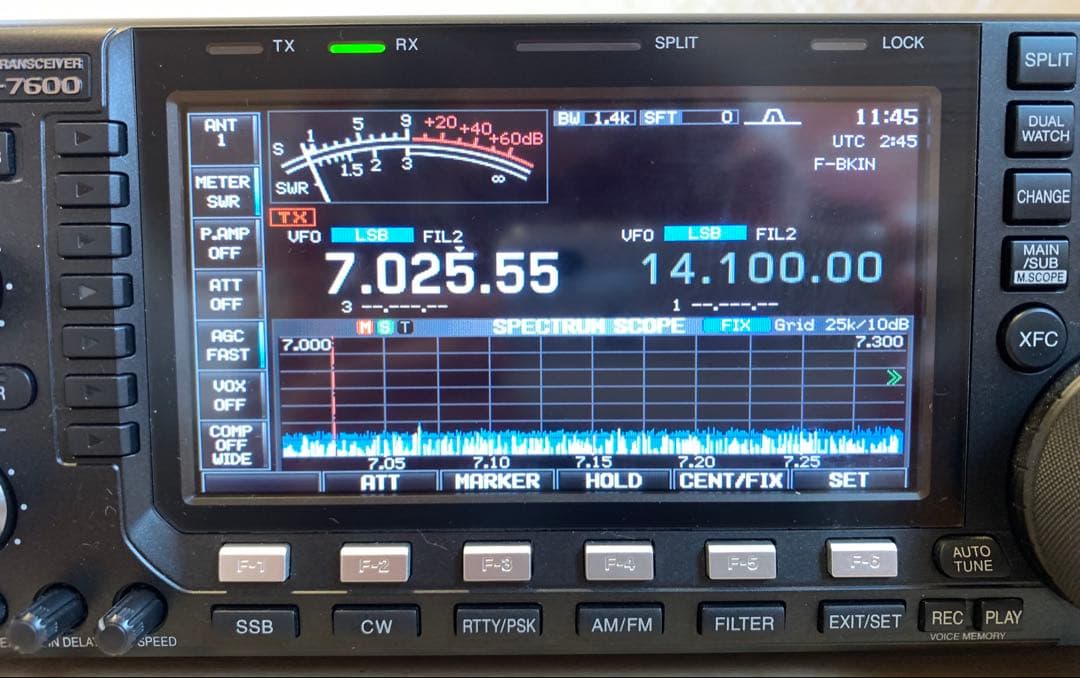 TX RX SPLIT LOCK
TRANSCEIVER
-7600
SPLIT
DUAL
WATCH
CHANGE
MAIN
/SUB
M.SCOPE
XFC
ANT
1
METER
SWR
P.AMP
OFF
ATT
OFF
AGC
FAST
VOX
OFF
COMP
OFF
WIDE
S 1 5 9 +20 +40 +60dB
SWR 1 1.5 2 3 ∞
BW 1.4k SFT 0
11:45
UTC 2:45
F-BKIN
TX
VFO LSB FIL2 VFO LSB FIL2
7.025.55 14.100.00
3 --.---.-- 1 --.---.--
M S T SPECTRUM SCOPE FIX Grid 25k/10dB
7.000 7.300
7.05 7.10 7.15 7.20 7.25
ATT MARKER HOLD CENT/FIX SET
F-1 F-2 F-3 F-4 F-5 F-6
AUTO
TUNE
SSB CW RTTY/PSK AM/FM FILTER EXIT/SET REC PLAY
VOICE MEMORY
SPEED